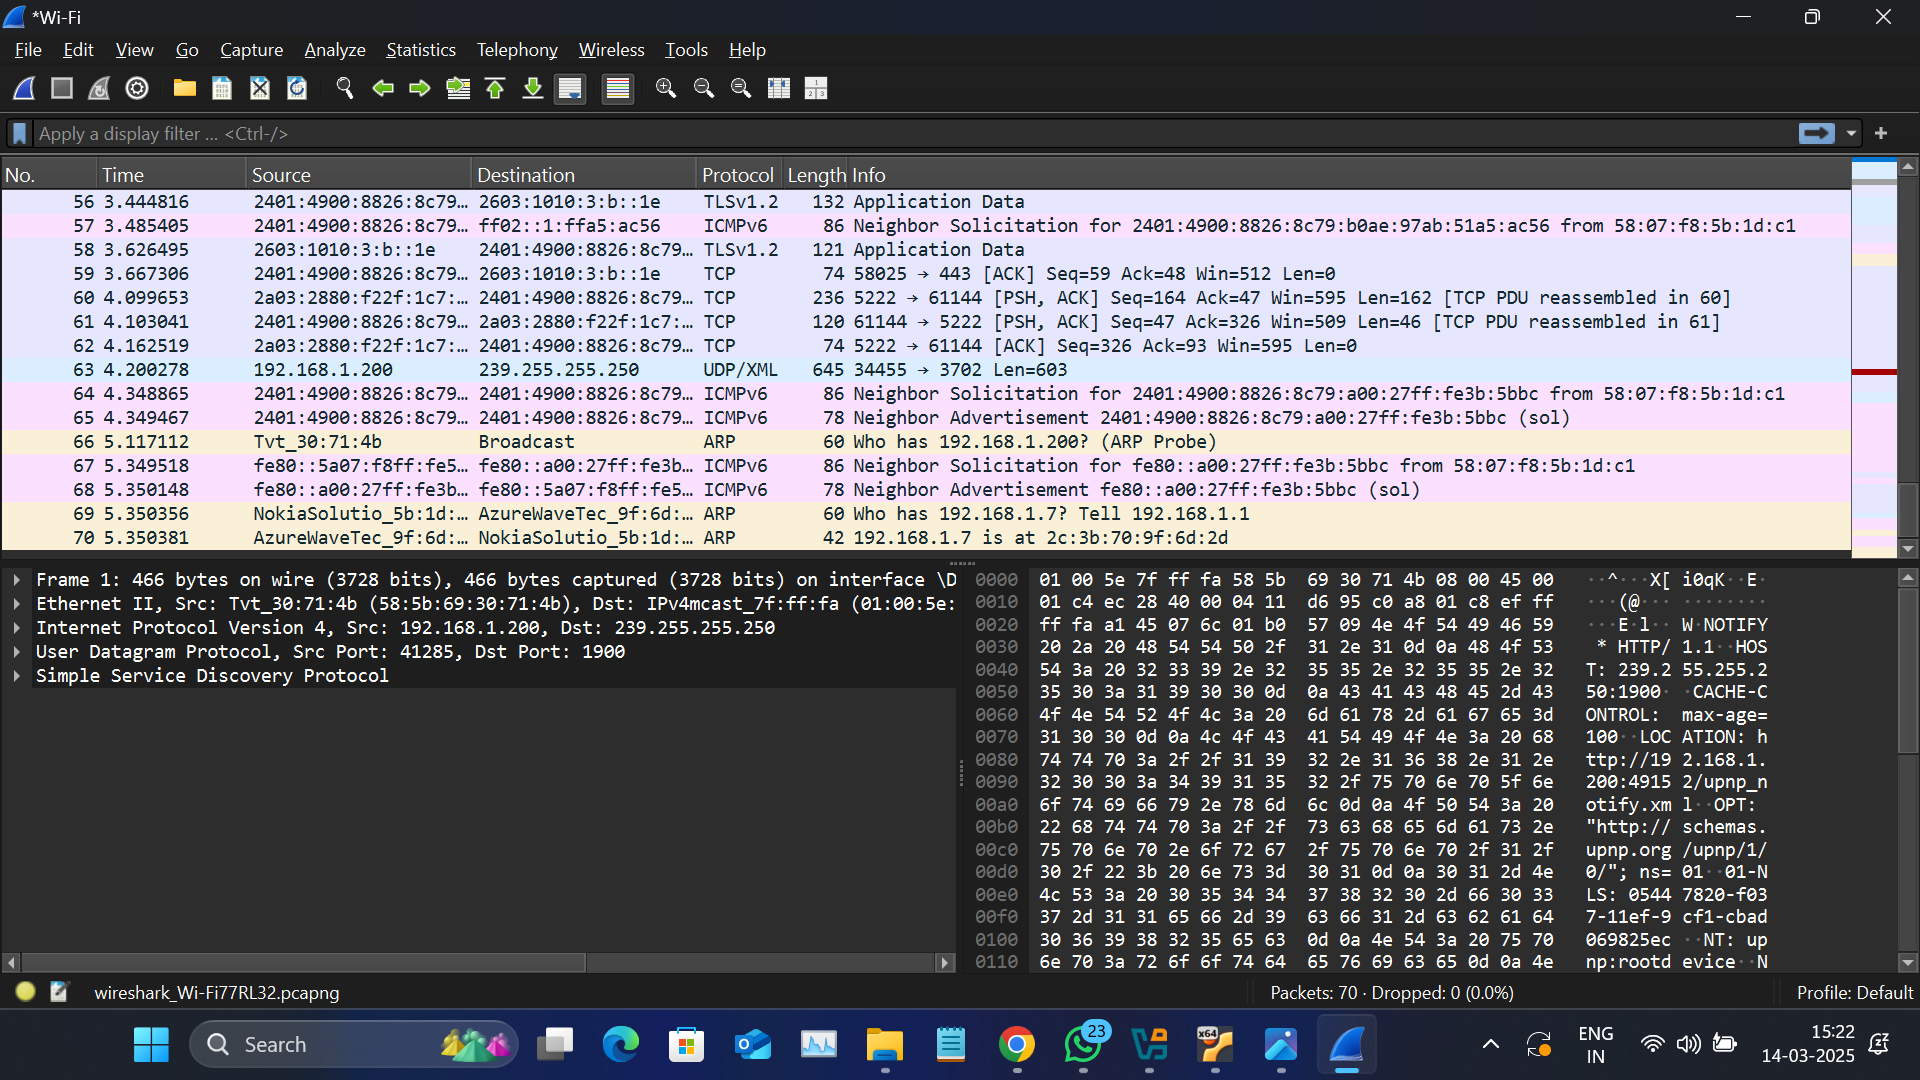 *Wi-Fi
File Edit View Go Capture Analyze Statistics Telephony Wireless Tools Help
Apply a display filter ... <Ctrl-/>
No. Time Source Destination Protocol Length Info
56 3.444816 2401:4900:8826:8c79… 2603:1010:3:b::1e TLSv1.2 132 Application Data
57 3.485405 2401:4900:8826:8c79… ff02::1:ffa5:ac56 ICMPv6 86 Neighbor Solicitation for 2401:4900:8826:8c79:b0ae:97ab:51a5:ac56 from 58:07:f8:5b:1d:c1
58 3.626495 2603:1010:3:b::1e 2401:4900:8826:8c79… TLSv1.2 121 Application Data
59 3.667306 2401:4900:8826:8c79… 2603:1010:3:b::1e TCP 74 58025 → 443 [ACK] Seq=59 Ack=48 Win=512 Len=0
60 4.099653 2a03:2880:f22f:1c7:… 2401:4900:8826:8c79… TCP 236 5222 → 61144 [PSH, ACK] Seq=164 Ack=47 Win=595 Len=162 [TCP PDU reassembled in 60]
61 4.103041 2401:4900:8826:8c79… 2a03:2880:f22f:1c7:… TCP 120 61144 → 5222 [PSH, ACK] Seq=47 Ack=326 Win=509 Len=46 [TCP PDU reassembled in 61]
62 4.162519 2a03:2880:f22f:1c7:… 2401:4900:8826:8c79… TCP 74 5222 → 61144 [ACK] Seq=326 Ack=93 Win=595 Len=0
63 4.200278 192.168.1.200 239.255.255.250 UDP/XML 645 34455 → 3702 Len=603
64 4.348865 2401:4900:8826:8c79… 2401:4900:8826:8c79… ICMPv6 86 Neighbor Solicitation for 2401:4900:8826:8c79:a00:27ff:fe3b:5bbc from 58:07:f8:5b:1d:c1
65 4.349467 2401:4900:8826:8c79… 2401:4900:8826:8c79… ICMPv6 78 Neighbor Advertisement 2401:4900:8826:8c79:a00:27ff:fe3b:5bbc (sol)
66 5.117112 Tvt_30:71:4b Broadcast ARP 60 Who has 192.168.1.200? (ARP Probe)
67 5.349518 fe80::5a07:f8ff:fe5… fe80::a00:27ff:fe3b… ICMPv6 86 Neighbor Solicitation for fe80::a00:27ff:fe3b:5bbc from 58:07:f8:5b:1d:c1
68 5.350148 fe80::a00:27ff:fe3b… fe80::5a07:f8ff:fe5… ICMPv6 78 Neighbor Advertisement fe80::a00:27ff:fe3b:5bbc (sol)
69 5.350356 NokiaSolutio_5b:1d:… AzureWaveTec_9f:6d:… ARP 60 Who has 192.168.1.7? Tell 192.168.1.1
70 5.350381 AzureWaveTec_9f:6d:… NokiaSolutio_5b:1d:… ARP 42 192.168.1.7 is at 2c:3b:70:9f:6d:2d
Frame 1: 466 bytes on wire (3728 bits), 466 bytes captured (3728 bits) on interface \D
Ethernet II, Src: Tvt_30:71:4b (58:5b:69:30:71:4b), Dst: IPv4mcast_7f:ff:fa (01:00:5e:
Internet Protocol Version 4, Src: 192.168.1.200, Dst: 239.255.255.250
User Datagram Protocol, Src Port: 41285, Dst Port: 1900
Simple Service Discovery Protocol
0000 01 00 5e 7f ff fa 58 5b 69 30 71 4b 08 00 45 00 ··^···X[ i0qK··E·
0010 01 c4 ec 28 40 00 04 11 d6 95 c0 a8 01 c8 ef ff ···(@··· ········
0020 ff fa a1 45 07 6c 01 b0 57 09 4e 4f 54 49 46 59 ···E·l·· W·NOTIFY
0030 20 2a 20 48 54 54 50 2f 31 2e 31 0d 0a 48 4f 53 * HTTP/ 1.1··HOS
0040 54 3a 20 32 33 39 2e 32 35 35 2e 32 35 35 2e 32 T: 239.2 55.255.2
0050 35 30 3a 31 39 30 30 0d 0a 43 41 43 48 45 2d 43 50:1900· ·CACHE-C
0060 4f 4e 54 52 4f 4c 3a 20 6d 61 78 2d 61 67 65 3d ONTROL: max-age=
0070 31 30 30 0d 0a 4c 4f 43 41 54 49 4f 4e 3a 20 68 100··LOC ATION: h
0080 74 74 70 3a 2f 2f 31 39 32 2e 31 36 38 2e 31 2e ttp://19 2.168.1.
0090 32 30 30 3a 34 39 31 35 32 2f 75 70 6e 70 5f 6e 200:4915 2/upnp_n
00a0 6f 74 69 66 79 2e 78 6d 6c 0d 0a 4f 50 54 3a 20 otify.xm l··OPT:
00b0 22 68 74 74 70 3a 2f 2f 73 63 68 65 6d 61 73 2e "http:// schemas.
00c0 75 70 6e 70 2e 6f 72 67 2f 75 70 6e 70 2f 31 2f upnp.org /upnp/1/
00d0 30 2f 22 3b 20 6e 73 3d 30 31 0d 0a 30 31 2d 4e 0/"; ns= 01··01-N
00e0 4c 53 3a 20 30 35 34 34 37 38 32 30 2d 66 30 33 LS: 0544 7820-f03
00f0 37 2d 31 31 65 66 2d 39 63 66 31 2d 63 62 61 64 7-11ef-9 cf1-cbad
0100 30 36 39 38 32 35 65 63 0d 0a 4e 54 3a 20 75 70 069825ec ··NT: up
0110 6e 70 3a 72 6f 6f 74 64 65 76 69 63 65 0d 0a 4e np:rootd evice··N
wireshark_Wi-Fi77RL32.pcapng Packets: 70 · Dropped: 0 (0.0%) Profile: Default
Search
23
x64
ENG
IN
15:22
14-03-2025